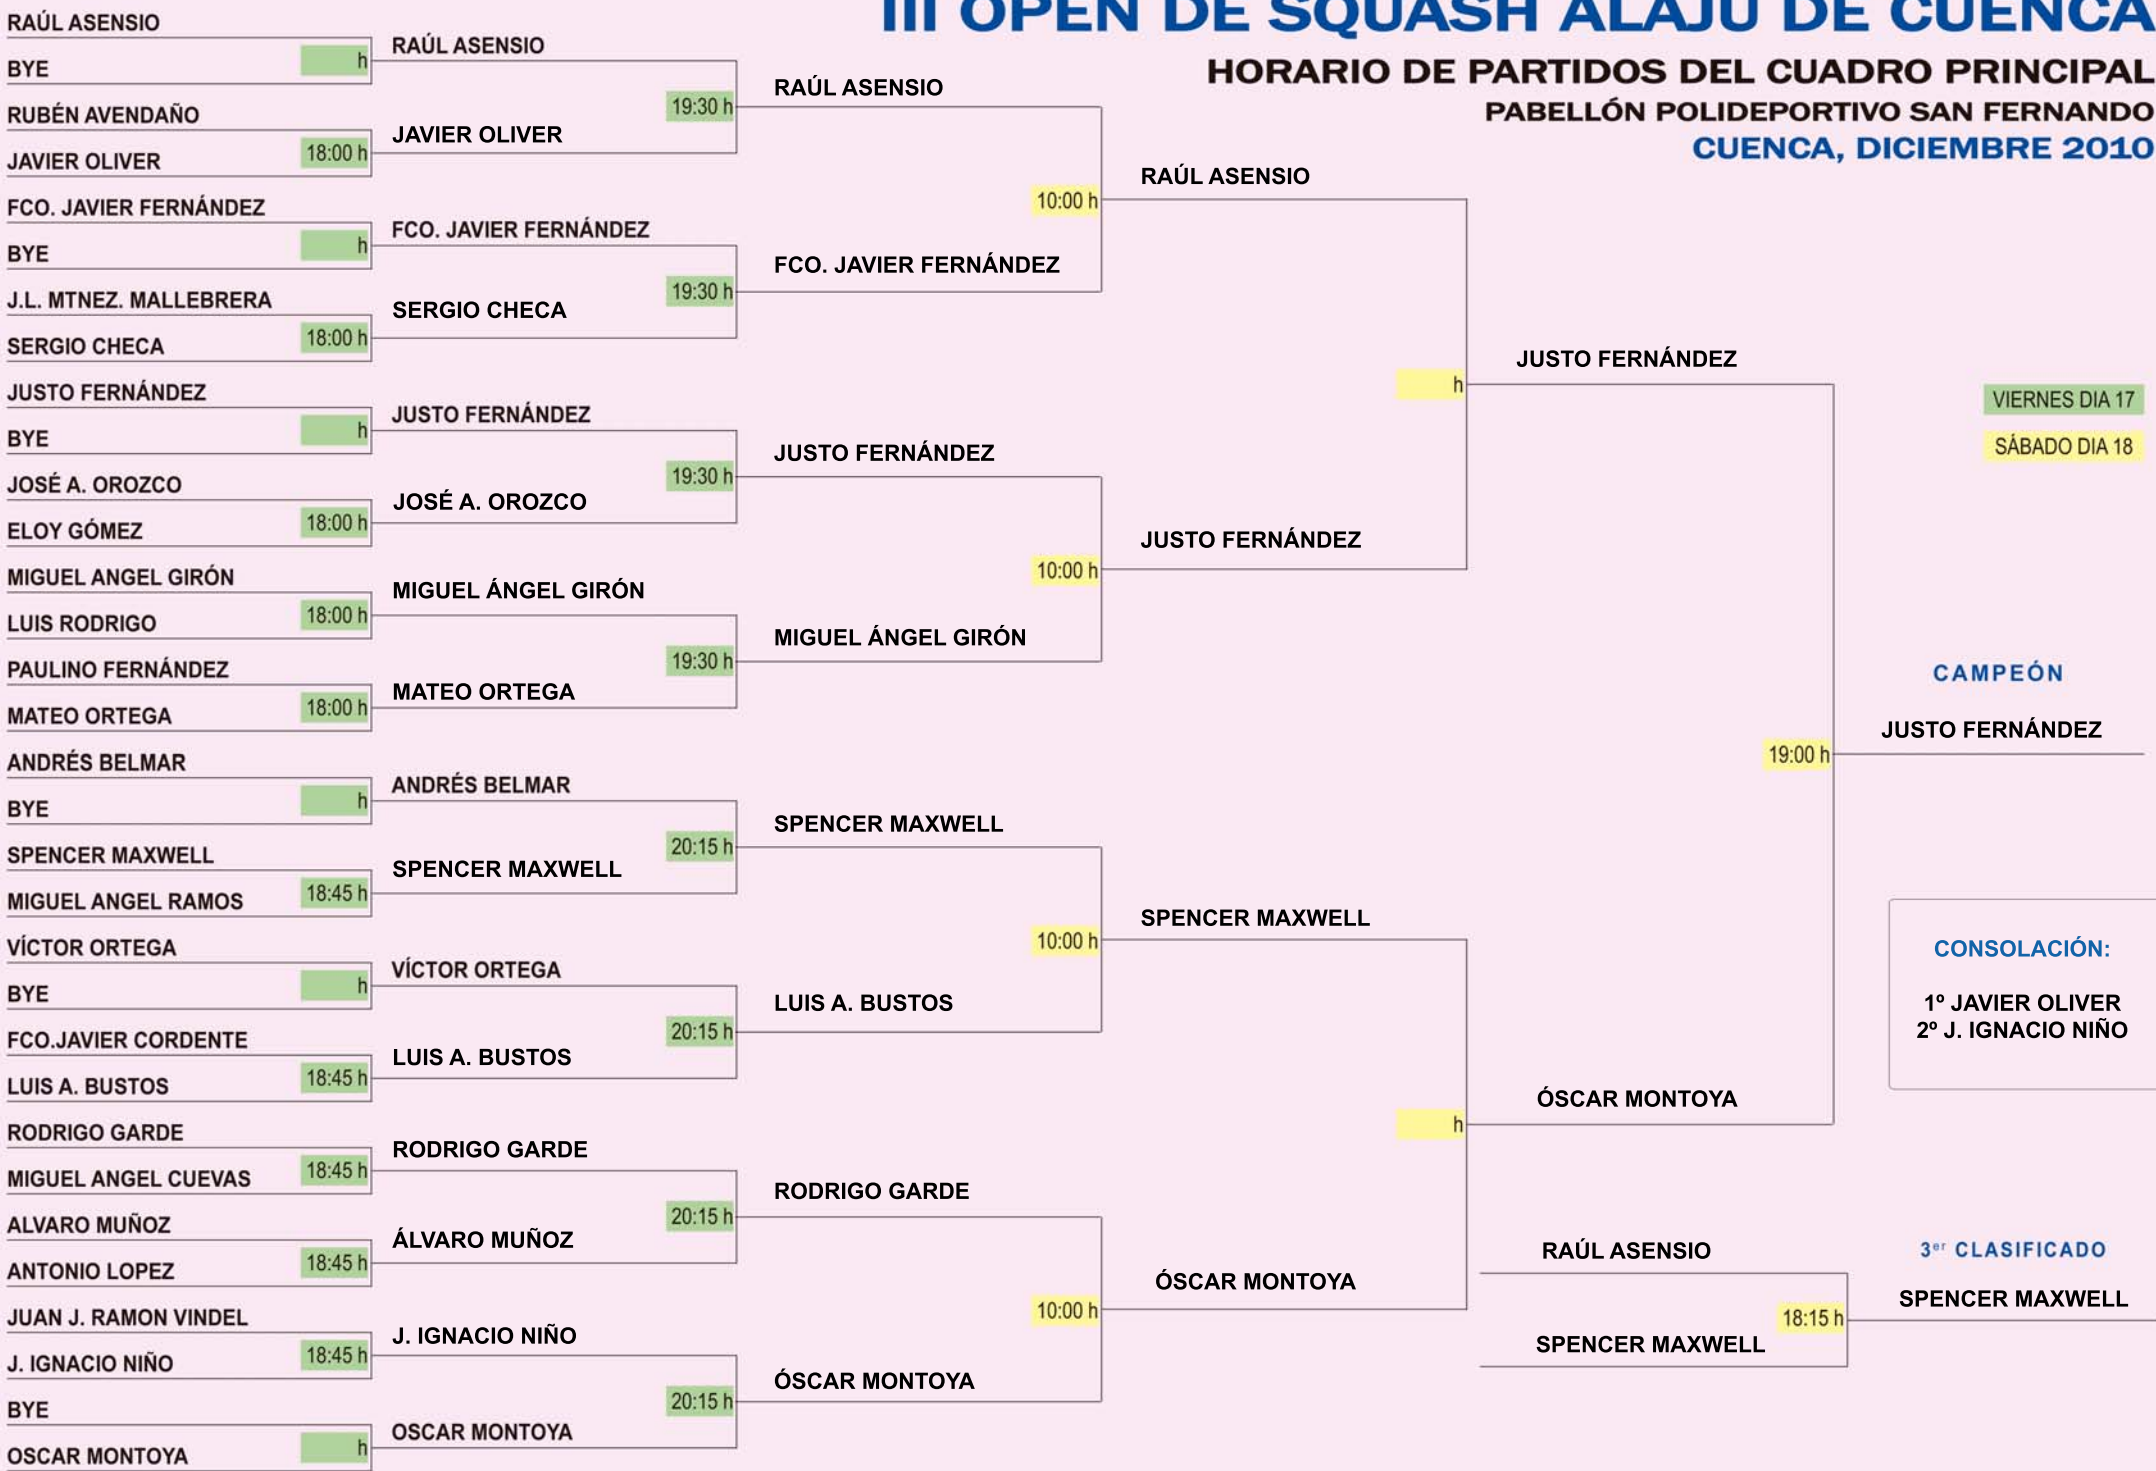 III OPEN DE SQUASH ALAJÚ DE CUENCA
HORARIO DE PARTIDOS DEL CUADRO PRINCIPAL
PABELLÓN POLIDEPORTIVO SAN FERNANDO
CUENCA, DICIEMBRE 2010
RAÚL ASENSIO
BYE
h
RUBÉN AVENDAÑO
JAVIER OLIVER
18:00 h
FCO. JAVIER FERNÁNDEZ
BYE
h
J.L. MTNEZ. MALLEBRERA
SERGIO CHECA
18:00 h
JUSTO FERNÁNDEZ
BYE
h
JOSÉ A. OROZCO
ELOY GÓMEZ
18:00 h
MIGUEL ANGEL GIRÓN
LUIS RODRIGO
18:00 h
PAULINO FERNÁNDEZ
MATEO ORTEGA
18:00 h
ANDRÉS BELMAR
BYE
h
SPENCER MAXWELL
MIGUEL ANGEL RAMOS
18:45 h
VÍCTOR ORTEGA
BYE
h
FCO.JAVIER CORDENTE
LUIS A. BUSTOS
18:45 h
RODRIGO GARDE
MIGUEL ANGEL CUEVAS
18:45 h
ALVARO MUÑOZ
ANTONIO LOPEZ
18:45 h
JUAN J. RAMON VINDEL
J. IGNACIO NIÑO
18:45 h
BYE
OSCAR MONTOYA
h
RAÚL ASENSIO
JAVIER OLIVER
19:30 h
FCO. JAVIER FERNÁNDEZ
SERGIO CHECA
19:30 h
JUSTO FERNÁNDEZ
JOSÉ A. OROZCO
19:30 h
MIGUEL ÁNGEL GIRÓN
MATEO ORTEGA
19:30 h
ANDRÉS BELMAR
SPENCER MAXWELL
20:15 h
VÍCTOR ORTEGA
LUIS A. BUSTOS
20:15 h
RODRIGO GARDE
ÁLVARO MUÑOZ
20:15 h
J. IGNACIO NIÑO
OSCAR MONTOYA
20:15 h
RAÚL ASENSIO
FCO. JAVIER FERNÁNDEZ
10:00 h
JUSTO FERNÁNDEZ
MIGUEL ÁNGEL GIRÓN
10:00 h
SPENCER MAXWELL
LUIS A. BUSTOS
10:00 h
RODRIGO GARDE
ÓSCAR MONTOYA
10:00 h
RAÚL ASENSIO
JUSTO FERNÁNDEZ
h
SPENCER MAXWELL
ÓSCAR MONTOYA
h
JUSTO FERNÁNDEZ
ÓSCAR MONTOYA
19:00 h
VIERNES DIA 17
SÁBADO DIA 18
CAMPEÓN
JUSTO FERNÁNDEZ
CONSOLACIÓN:
1º JAVIER OLIVER
2º J. IGNACIO NIÑO
RAÚL ASENSIO
SPENCER MAXWELL
18:15 h
3er CLASIFICADO
SPENCER MAXWELL